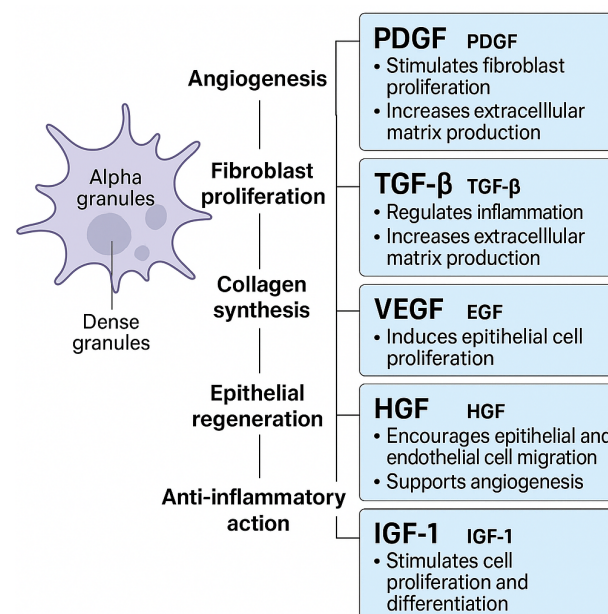 Alpha
granules
Dense
granules
Angiogenesis
Fibroblast
proliferation
Collagen
synthesis
Epithelial
regeneration
Anti-inflammatory
action
PDGF PDGF
• Stimulates fibroblast
proliferation
• Increases extracelllular
matrix production
TGF-β TGF-β
• Regulates inflammation
• Increases extracelllular
matrix production
VEGF EGF
• Induces epitihelial cell
proliferation
HGF HGF
• Encourages epithelial and
endothelial cell migration
• Supports angiogenesis
IGF-1 IGF-1
• Stimulates cell
proliferation and
differentiation